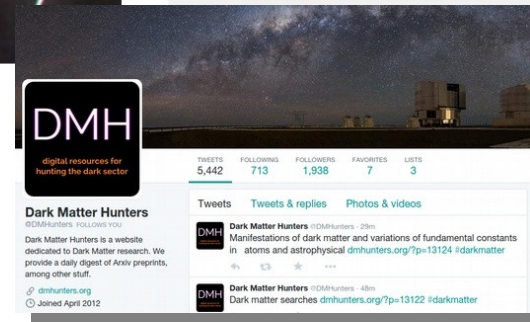 DMH
digital resources for
hunting the dark sector
TWEETS FOLLOWING FOLLOWERS FAVORITES LISTS
5,442 713 1,938 7 3
Dark Matter Hunters
@DMHunters FOLLOWS YOU
Dark Matter Hunters is a website
dedicated to Dark Matter research. We
provide a daily digest of Arxiv preprints,
among other stuff.
dmhunters.org
Joined April 2012
Tweets Tweets & replies Photos & videos
DMH
Dark Matter Hunters @DMHunters · 29m
Manifestations of dark matter and variations of fundamental constants
in atoms and astrophysical dmhunters.org/?p=13124 #darkmatter
DMH
Dark Matter Hunters @DMHunters · 48m
Dark matter searches dmhunters.org/?p=13122 #darkmatter